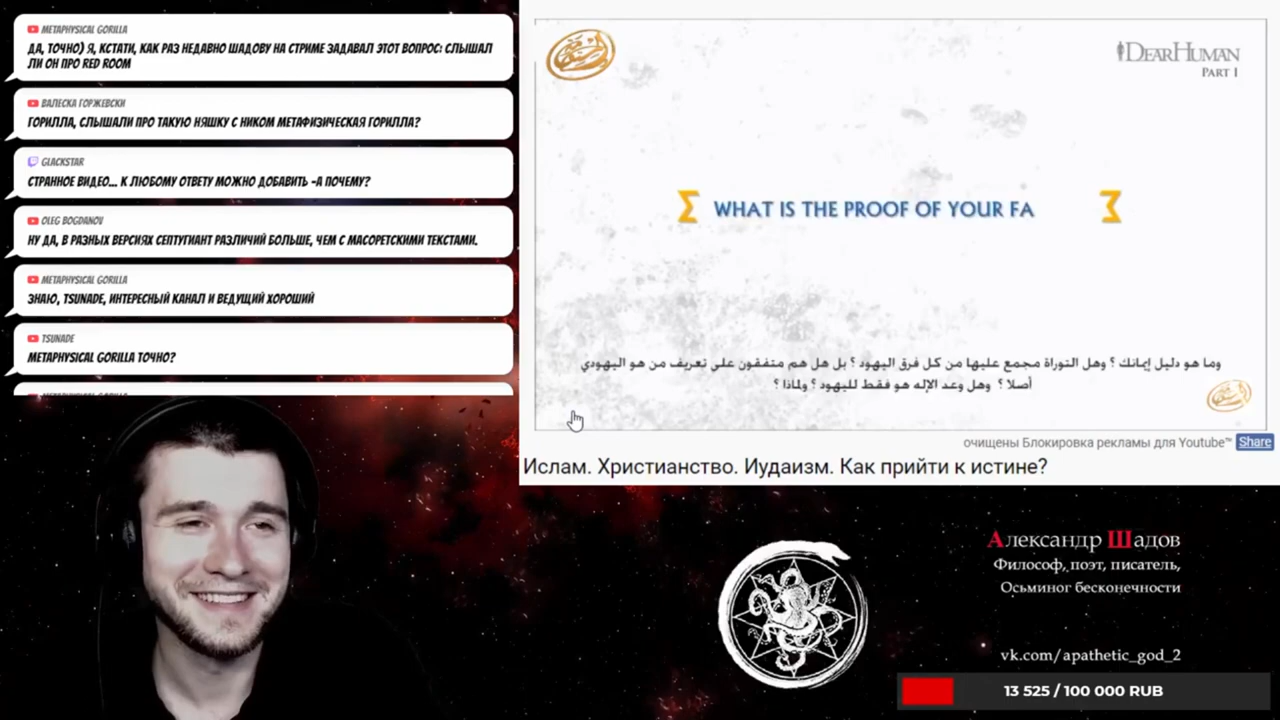 METAPHYSICAL GORILLA
ДА, ТОЧНО) Я, КСТАТИ, КАК РАЗ НЕДАВНО ШАДОВУ НА СТРИМЕ ЗАДАВАЛ ЭТОТ ВОПРОС: СЛЫШАЛ
ЛИ ОН ПРО RED ROOM
ВАЛЕСКА ГОРЖЕВСКИ
ГОРИЛЛА, СЛЫШАЛИ ПРО ТАКУЮ НЯШКУ С НИКОМ МЕТАФИЗИЧЕСКАЯ ГОРИЛЛА?
GLACKSTAR
СТРАННОЕ ВИДЕО... К ЛЮБОМУ ОТВЕТУ МОЖНО ДОБАВИТЬ -А ПОЧЕМУ?
OLEG BOGDANOV
НУ ДА, В РАЗНЫХ ВЕРСИЯХ СЕПТУГИАНТ РАЗЛИЧИЙ БОЛЬШЕ, ЧЕМ С МАСОРЕТСКИМИ ТЕКСТАМИ.
METAPHYSICAL GORILLA
ЗНАЮ, TSUNADE, ИНТЕРЕСНЫЙ КАНАЛ И ВЕДУЩИЙ ХОРОШИЙ
TSUNADE
METAPHYSICAL GORILLA ТОЧНО?
DEARHUMAN
PART I
WHAT IS THE PROOF OF YOUR FA
وما هو دليل إيمانك ؟ وهل التوراة مجمع عليها من كل فرق اليهود ؟ بل هل هم متفقون على تعريف من هو اليهودي
أصلا ؟ وهل وعد الإله هو فقط لليهود ؟ ولماذا ؟
очищены Блокировка рекламы для Youtube™ Share
Ислам. Христианство. Иудаизм. Как прийти к истине?
Александр Шадов
Философ, поэт, писатель,
Осьминог бесконечности
vk.com/apathetic_god_2
13 525 / 100 000 RUB